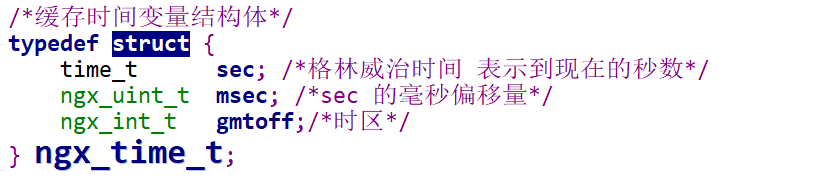 /*缓存时间变量结构体*/
typedef struct {
    time_t      sec; /*格林威治时间 表示到现在的秒数*/
    ngx_uint_t  msec; /*sec 的毫秒偏移量*/
    ngx_int_t   gmtoff;/*时区*/
} ngx_time_t;